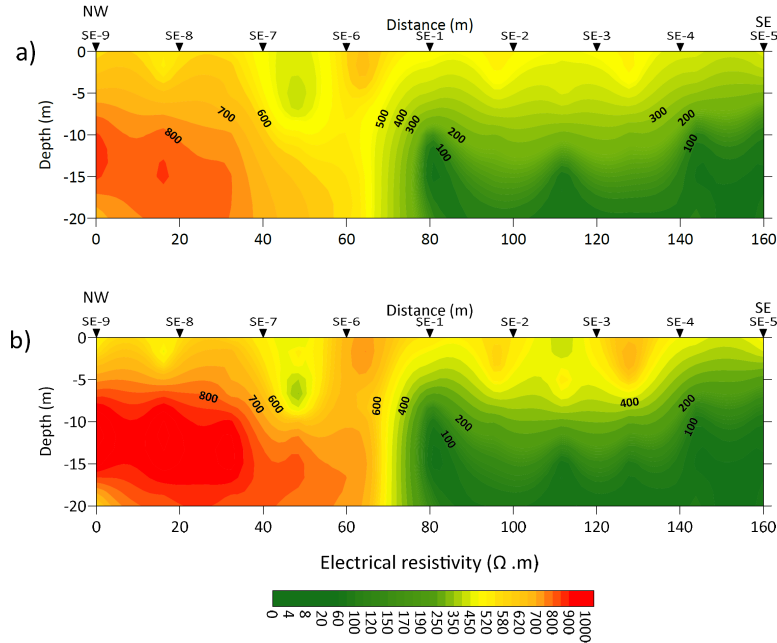 a)
NW
Distance (m)
SE
SE-9 SE-8 SE-7 SE-6 SE-1 SE-2 SE-3 SE-4 SE-5
Depth (m)
0
-5
-10
-15
-20
800 700 600 500 400 300 100 200 300 200 100
0 20 40 60 80 100 120 140 160
b)
NW
Distance (m)
SE
SE-9 SE-8 SE-7 SE-6 SE-1 SE-2 SE-3 SE-4 SE-5
Depth (m)
0
-5
-10
-15
-20
800 700 600 600 400 100 200 400 200 100
0 20 40 60 80 100 120 140 160
Electrical resistivity (Ω .m)
0 4 8 20 60 100 120 150 170 190 250 350 450 520 580 620 700 800 850 900 1000